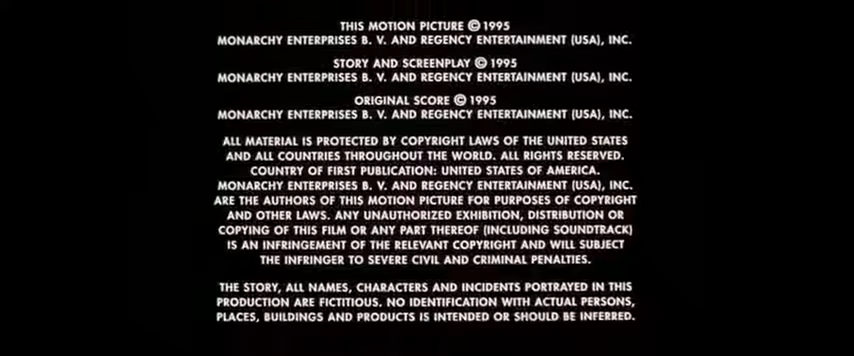 THIS MOTION PICTURE © 1995
MONARCHY ENTERPRISES B. V. AND REGENCY ENTERTAINMENT (USA), INC.
STORY AND SCREENPLAY © 1995
MONARCHY ENTERPRISES B. V. AND REGENCY ENTERTAINMENT (USA), INC.
ORIGINAL SCORE © 1995
MONARCHY ENTERPRISES B. V. AND REGENCY ENTERTAINMENT (USA), INC.
ALL MATERIAL IS PROTECTED BY COPYRIGHT LAWS OF THE UNITED STATES
AND ALL COUNTRIES THROUGHOUT THE WORLD. ALL RIGHTS RESERVED.
COUNTRY OF FIRST PUBLICATION: UNITED STATES OF AMERICA.
MONARCHY ENTERPRISES B. V. AND REGENCY ENTERTAINMENT (USA), INC.
ARE THE AUTHORS OF THIS MOTION PICTURE FOR PURPOSES OF COPYRIGHT
AND OTHER LAWS. ANY UNAUTHORIZED EXHIBITION, DISTRIBUTION OR
COPYING OF THIS FILM OR ANY PART THEREOF (INCLUDING SOUNDTRACK)
IS AN INFRINGEMENT OF THE RELEVANT COPYRIGHT AND WILL SUBJECT
THE INFRINGER TO SEVERE CIVIL AND CRIMINAL PENALTIES.
THE STORY, ALL NAMES, CHARACTERS AND INCIDENTS PORTRAYED IN THIS
PRODUCTION ARE FICTITIOUS. NO IDENTIFICATION WITH ACTUAL PERSONS,
PLACES, BUILDINGS AND PRODUCTS IS INTENDED OR SHOULD BE INFERRED.